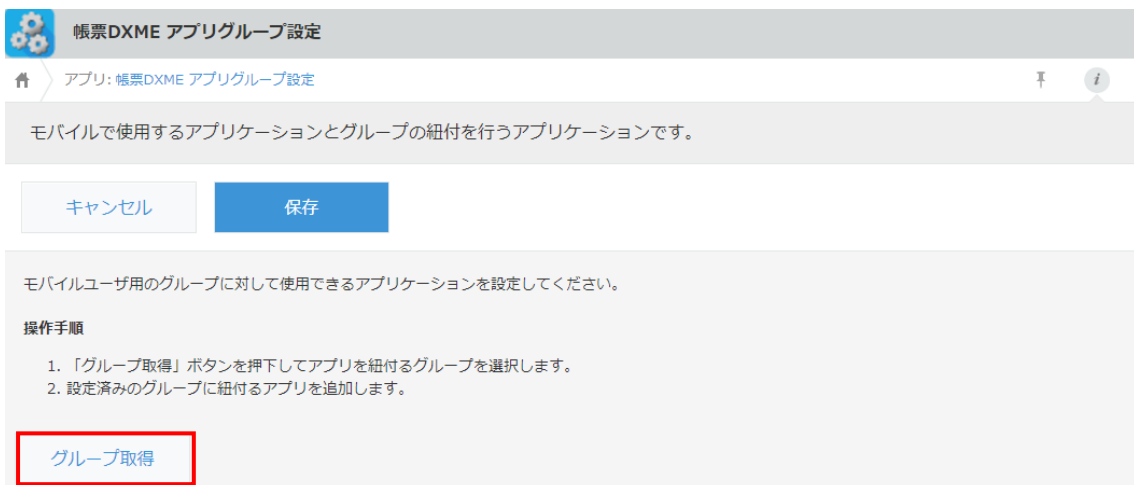 帳票DXME アプリグループ設定
アプリ: 帳票DXME アプリグループ設定
モバイルで使用するアプリケーションとグループの紐付を行うアプリケーションです。
キャンセル 保存
モバイルユーザ用のグループに対して使用できるアプリケーションを設定してください。
操作手順
1. 「グループ取得」ボタンを押下してアプリを紐付るグループを選択します。
2. 設定済みのグループに紐付るアプリを追加します。
グループ取得